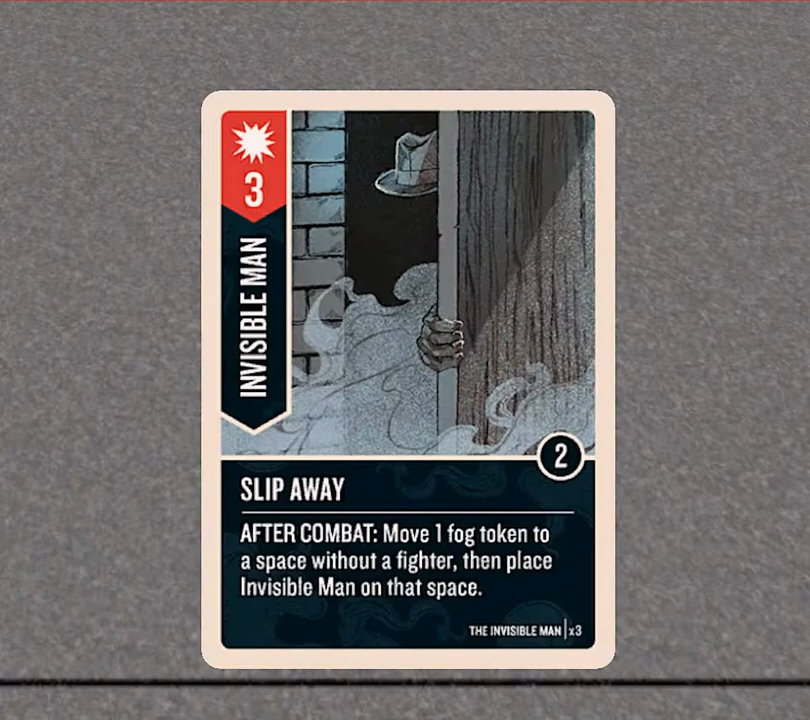 3
INVISIBLE MAN
2
SLIP AWAY
AFTER COMBAT: Move 1 fog token to
a space without a fighter, then place
Invisible Man on that space.
THE INVISIBLE MAN | x3